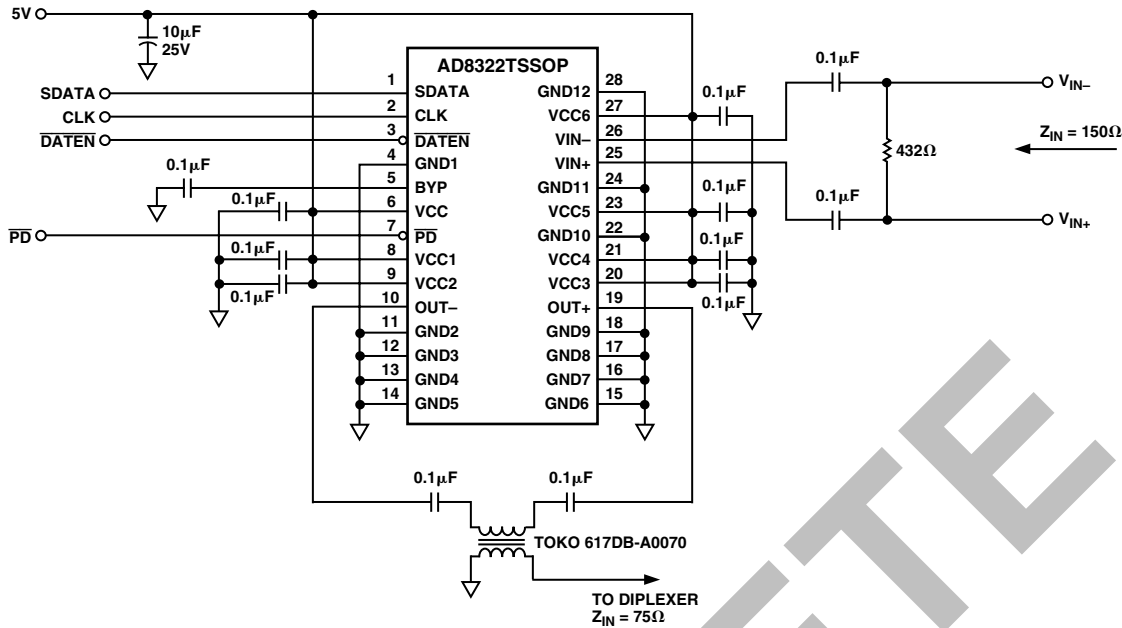 5V
10μF
25V
SDATA
CLK
DATEN
PD
0.1μF
0.1μF
0.1μF
0.1μF
AD8322TSSOP
1 SDATA
2 CLK
3 DATEN
4 GND1
5 BYP
6 VCC
7 PD
8 VCC1
9 VCC2
10 OUT–
11 GND2
12 GND3
13 GND4
14 GND5
GND12 28
VCC6 27
VIN– 26
VIN+ 25
GND11 24
VCC5 23
GND10 22
VCC4 21
VCC3 20
OUT+ 19
GND9 18
GND8 17
GND7 16
GND6 15
0.1μF
0.1μF
0.1μF
0.1μF
0.1μF
0.1μF
432Ω
VIN–
ZIN = 150Ω
VIN+
0.1μF
0.1μF
TOKO 617DB-A0070
TO DIPLEXER
ZIN = 75Ω
ETE